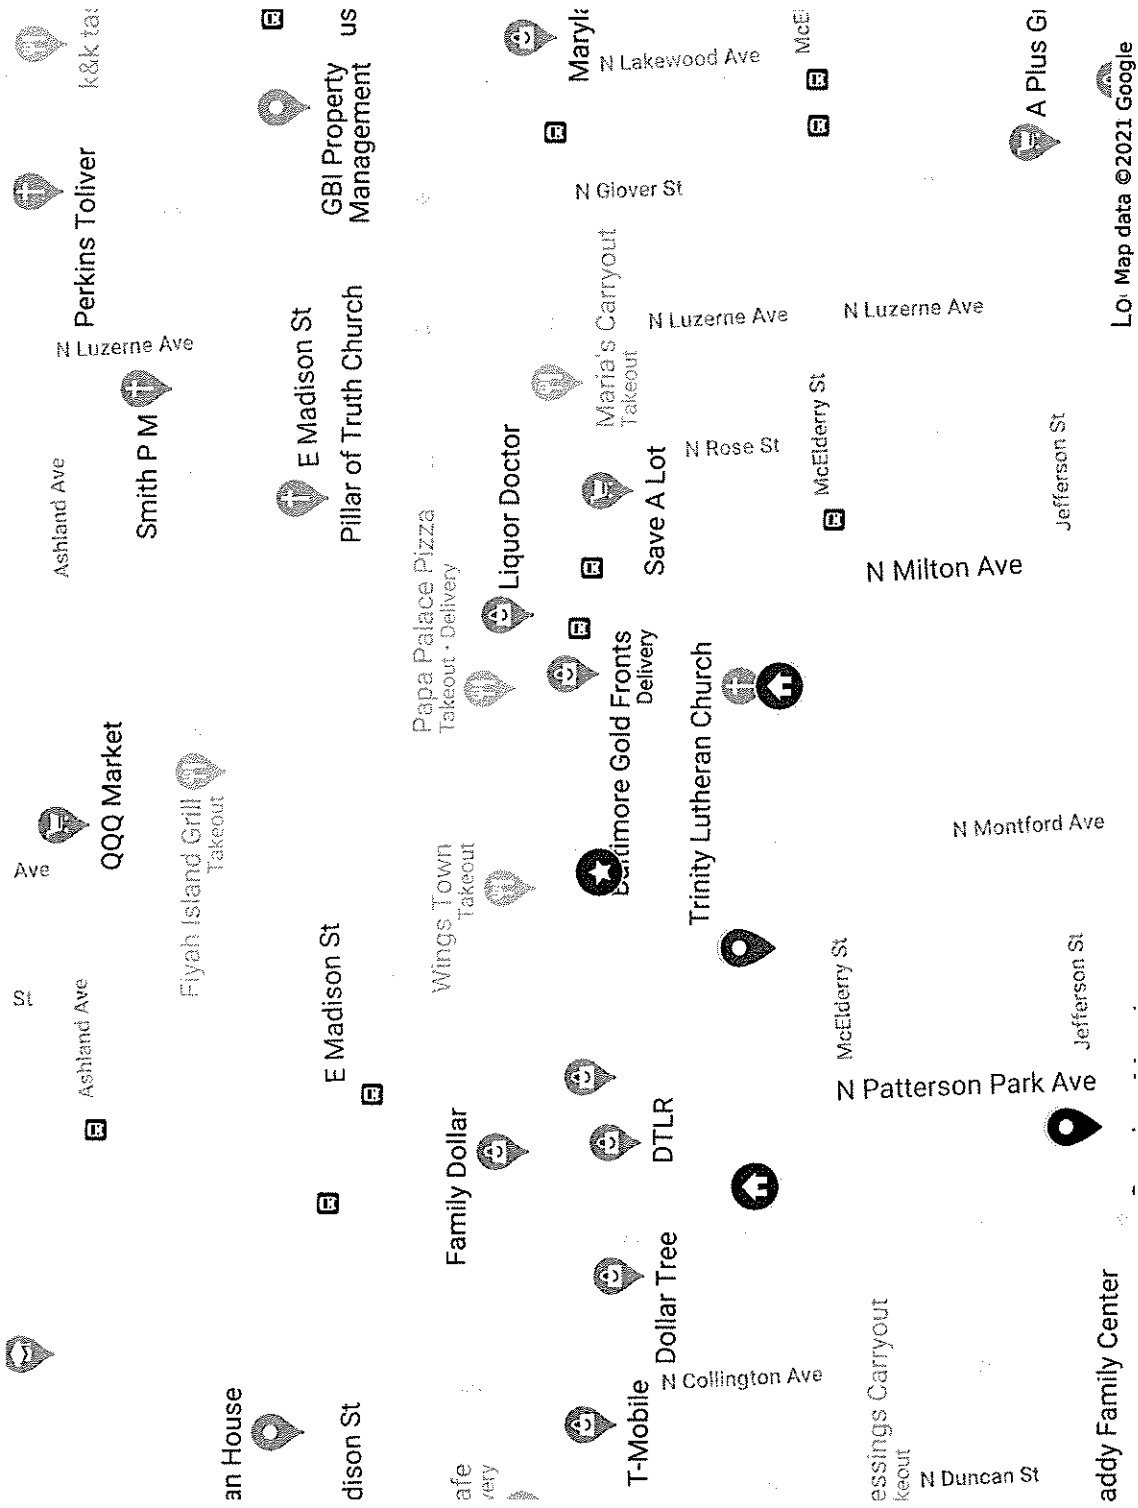 k&k tas
us
Maryla
N Lakewood Ave
McEl
A Plus Gr
Perkins Toliver
GBI Property
Management
N Glover St
Map data ©2021 Google
N Luzerne Ave
E Madison St
Pillar of Truth Church
Maria's Carryout
Takeout
N Luzerne Ave
N Luzerne Ave
Lo
Ashland Ave
Smith P M
Liquor Doctor
N Rose St
McElderry St
Jefferson St
Papa Palace Pizza
Takeout · Delivery
Save A Lot
N Milton Ave
QQQ Market
Baltimore Gold Fronts
Delivery
Trinity Lutheran Church
Ave
Fiyah Island Grill
Takeout
Wings Town
Takeout
N Montford Ave
St
Ashland Ave
E Madison St
McElderry St
Jefferson St
N Patterson Park Ave
Family Dollar
DTLR
Dollar Tree
N Collington Ave
an House
dison St
afe
very
T-Mobile
essings Carryout
keout
N Duncan St
addy Family Center